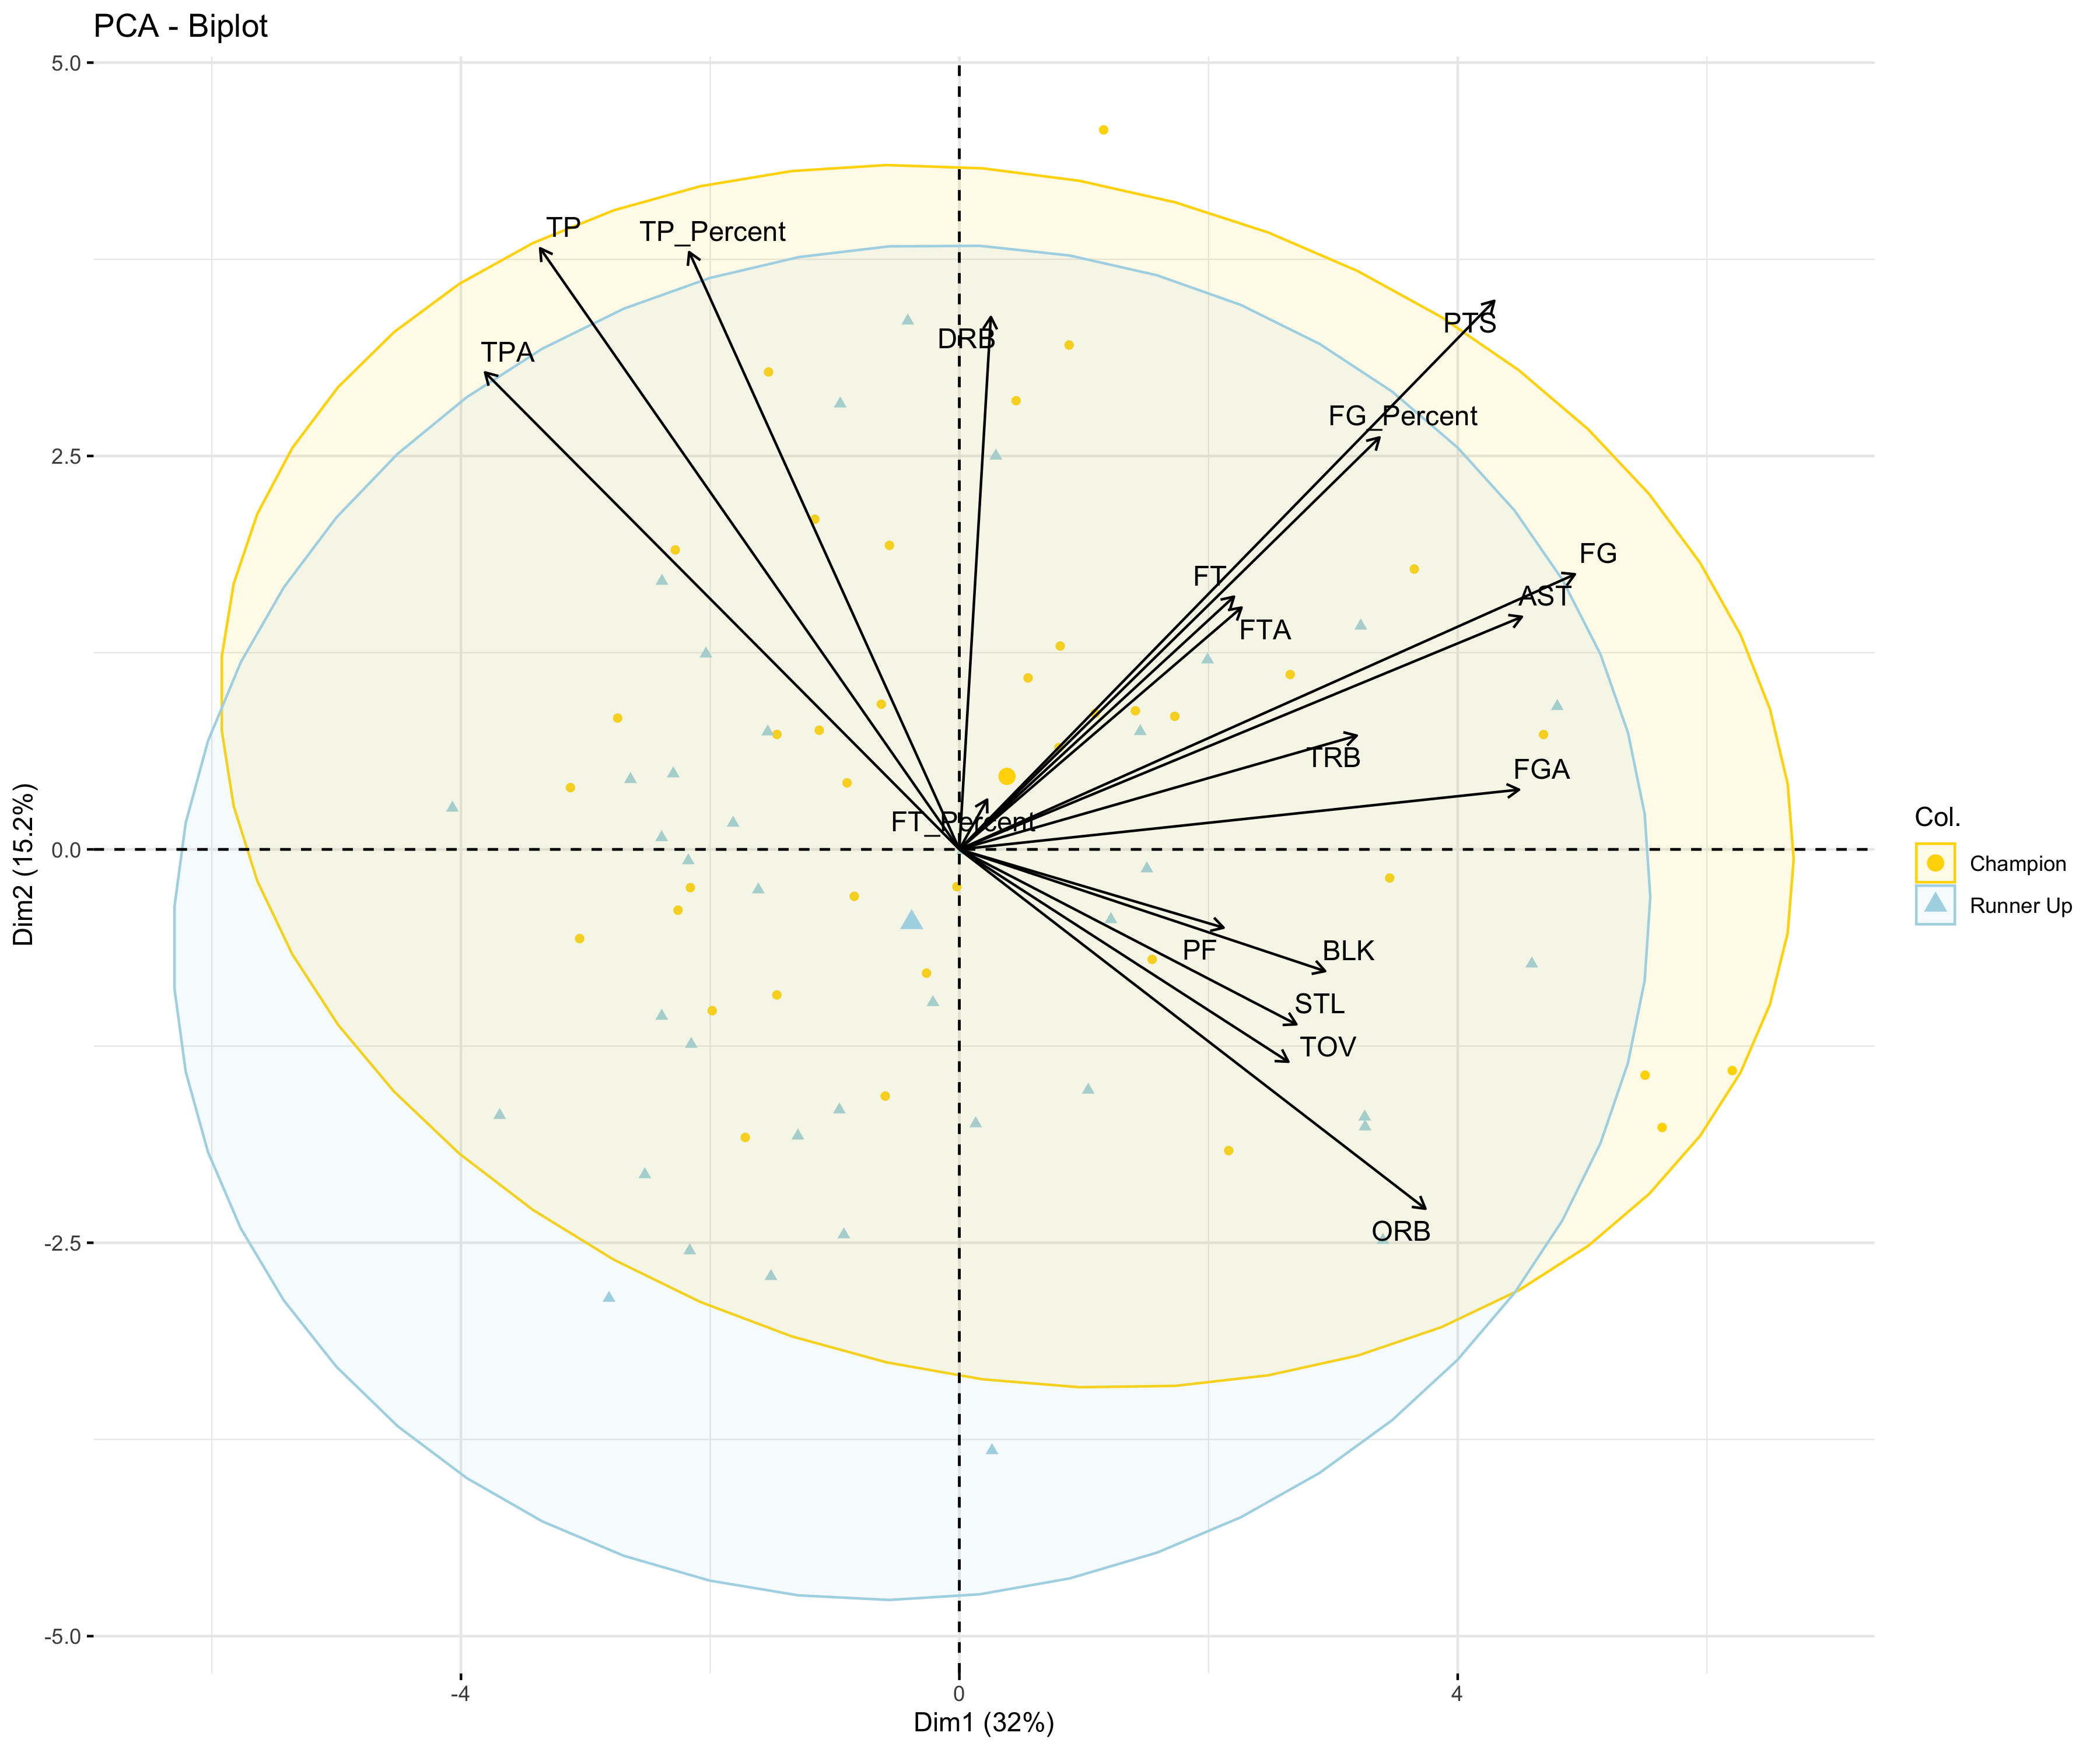 PCA - Biplot
5.0
TP
TP_Percent
PTS
DRB
TPA
FG_Percent
2.5
FG
FT
AST
FTA
TRB
FGA
FT_Percent
0.0
PF
BLK
STL
TOV
ORB
-2.5
-5.0
-4
0
4
Dim1 (32%)
Dim2 (15.2%)
Col.
Champion
Runner Up